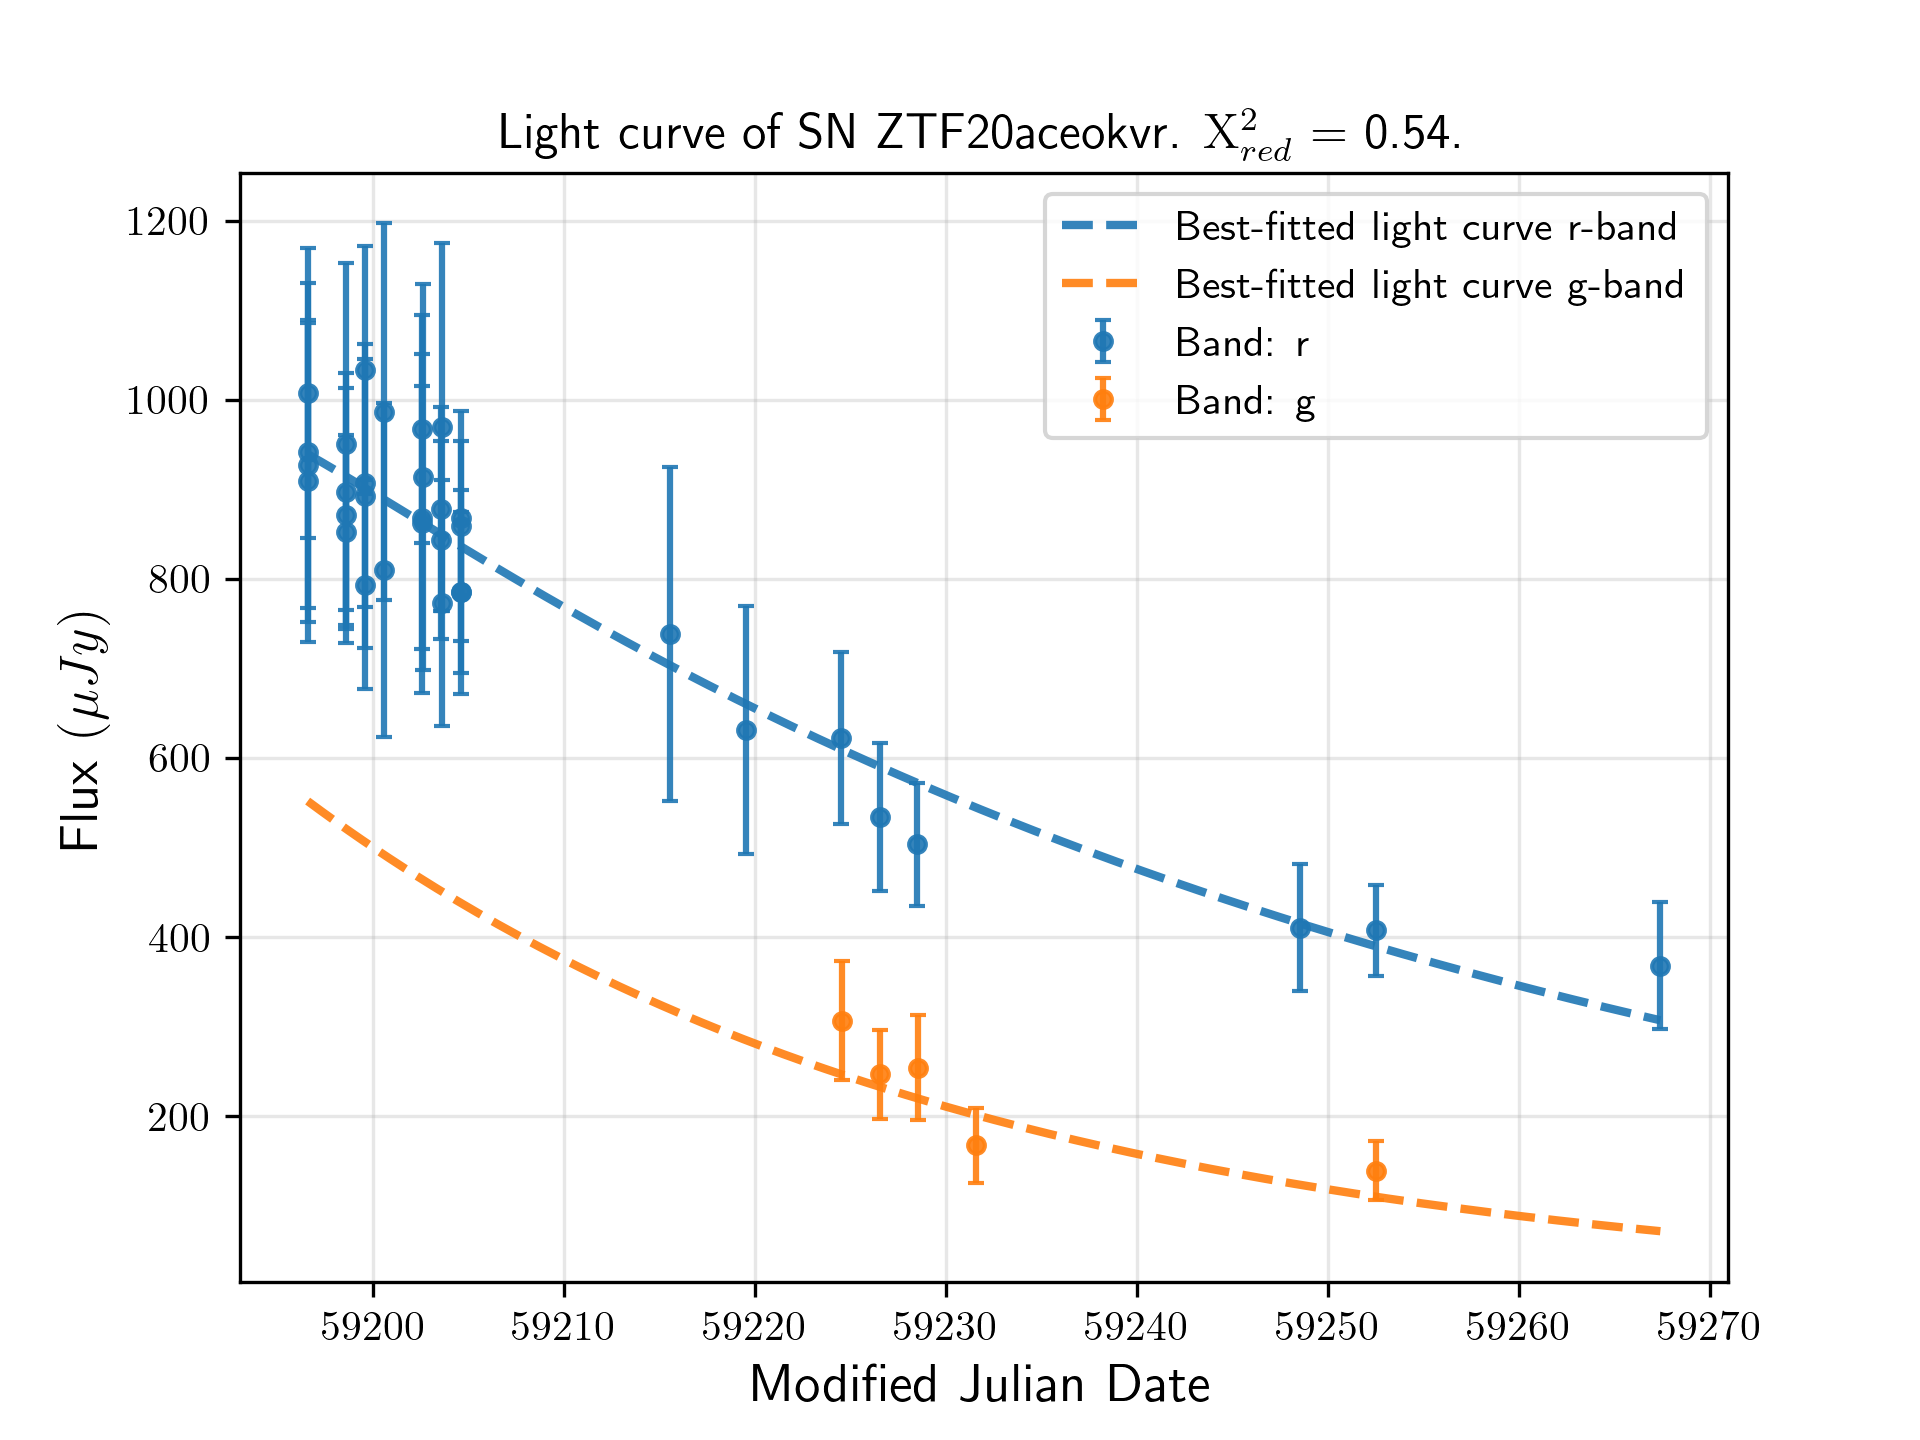 Light curve of SN ZTF20aceokvr. X²_red = 0.54.
Best-fitted light curve r-band
Best-fitted light curve g-band
Band: r
Band: g
1200
1000
800
600
400
200
Flux (μJy)
59200 59210 59220 59230 59240 59250 59260 59270
Modified Julian Date